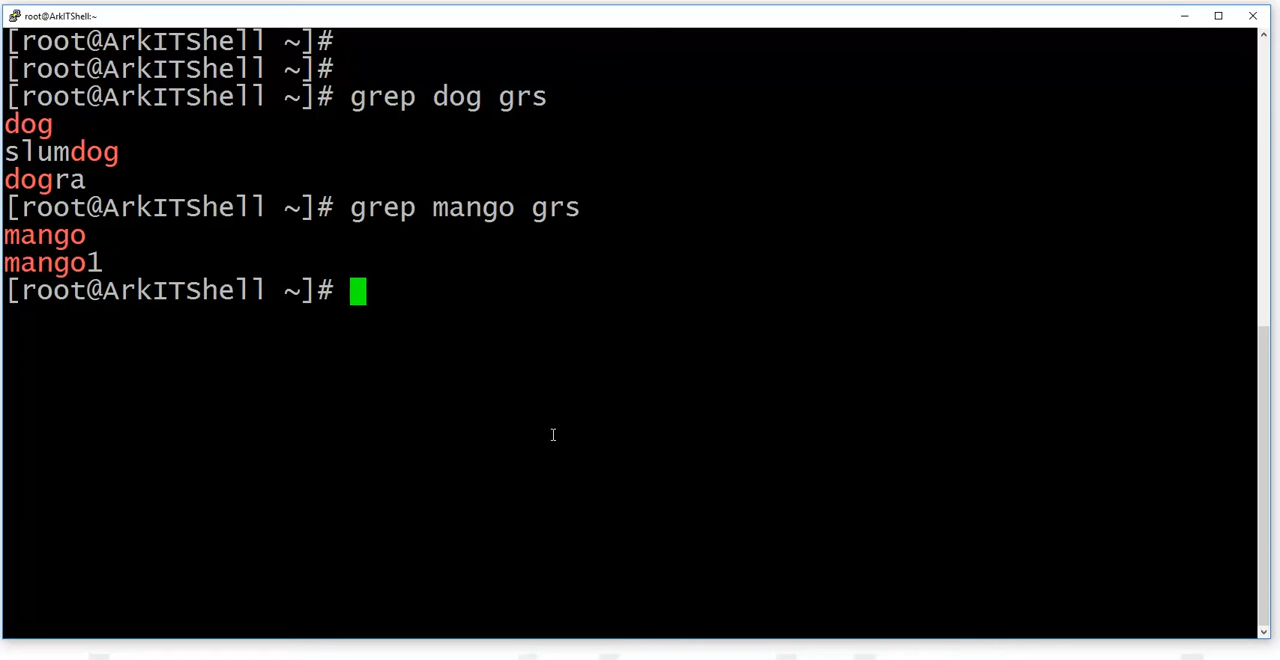 root@ArkITShell:~
[root@ArkITShell ~]#
[root@ArkITShell ~]#
[root@ArkITShell ~]# grep dog grs
dog
slumdog
dogra
[root@ArkITShell ~]# grep mango grs
mango
mango1
[root@ArkITShell ~]#